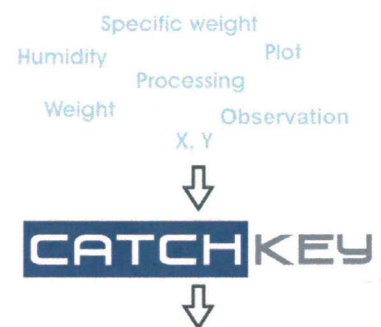 Specific weight
Humidity Plot
Processing
Weight Observation
X, Y
CATCHKEY